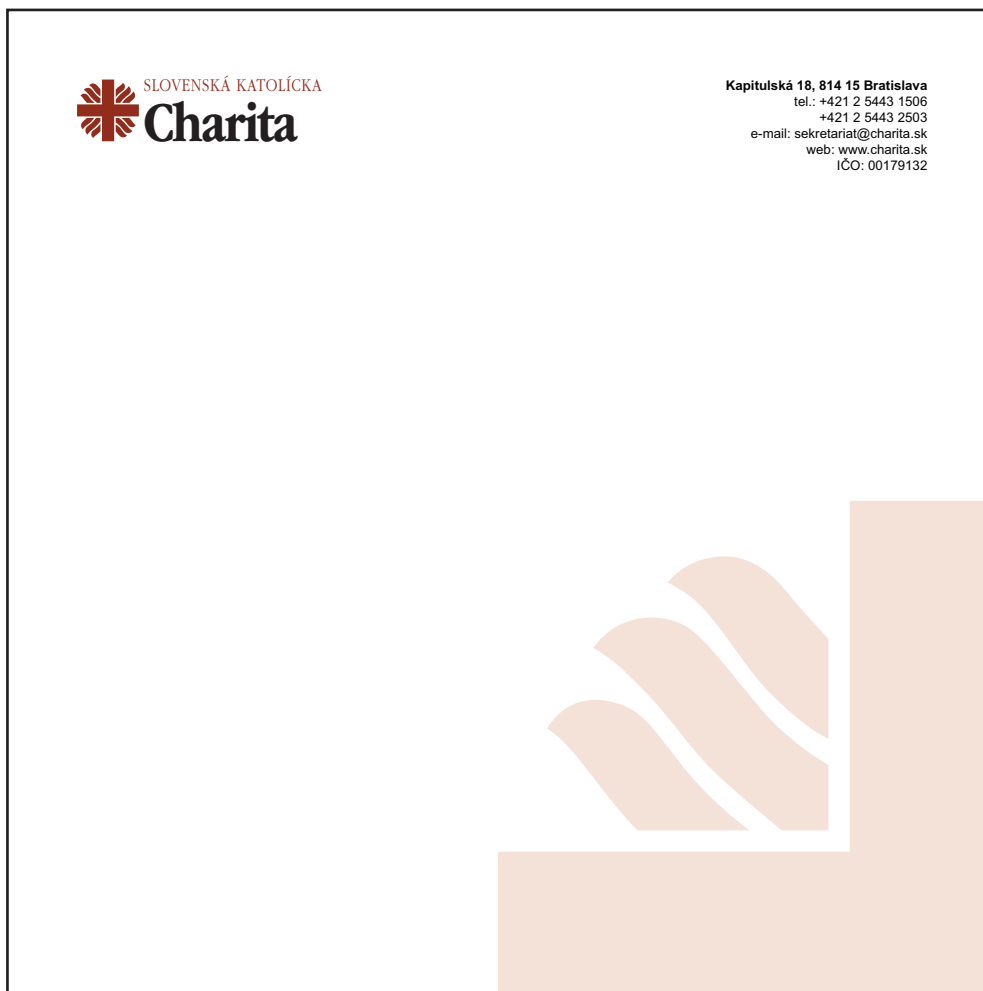 SLOVENSKÁ KATOLÍCKA
Charita
Kapitulská 18, 814 15 Bratislava
tel.: +421 2 5443 1506
+421 2 5443 2503
e-mail: sekretariat@charita.sk
web: www.charita.sk
IČO: 00179132